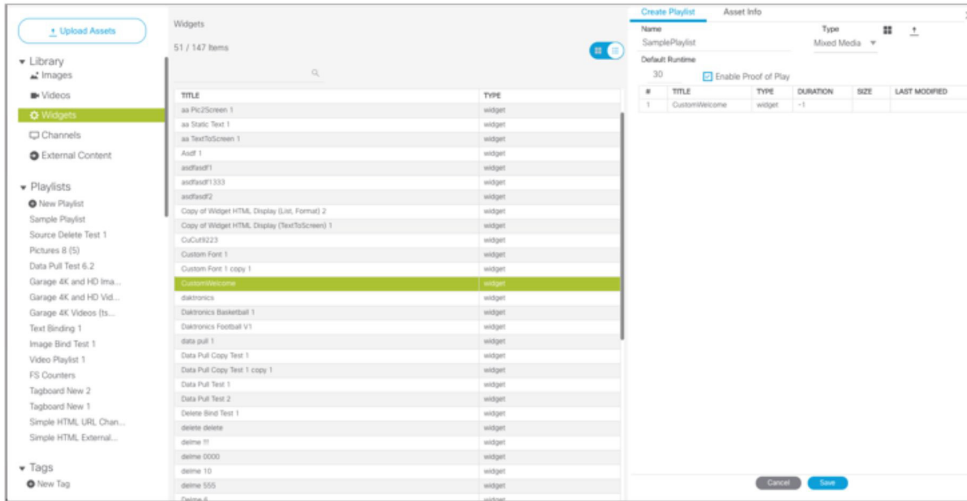 Upload Assets
Library
Images
Videos
Widgets
Channels
External Content
Playlists
New Playlist
Sample Playlist
Source Delete Test 1
Pictures 8 (5)
Data Pull Test 6.2
Garage 4K and HD Ima...
Garage 4K and HD Vid...
Garage 4K Videos (ts...
Text Binding 1
Image Bind Test 1
Video Playlist 1
FS Counters
Tagboard New 2
Tagboard New 1
Simple HTML URL Chan...
Simple HTML External...
Tags
New Tag
Widgets
51 / 147 Items
TITLE TYPE
aa Pic2Screen 1 widget
aa Static Text 1 widget
aa TextToScreen 1 widget
Asdf 1 widget
asdfasdf1 widget
asdfasdf1333 widget
asdfasdf2 widget
Copy of Widget HTML Display (List, Format) 2 widget
Copy of Widget HTML Display (TextToScreen) 1 widget
CuCut9223 widget
Custom Font 1 widget
Custom Font 1 copy 1 widget
CustomWelcome widget
daktronics widget
Daktronics Basketball 1 widget
Daktronics Football V1 widget
data pull 1 widget
Data Pull Copy Test 1 widget
Data Pull Copy Test 1 copy 1 widget
Data Pull Test 1 widget
Data Pull Test 2 widget
Delete Bind Test 1 widget
delete delete widget
delme !!! widget
delme 0000 widget
delme 10 widget
delme 555 widget
Create Playlist Asset Info
Name Type
SamplePlaylist Mixed Media
Default Runtime
30 Enable Proof of Play
# TITLE TYPE DURATION SIZE LAST MODIFIED
1 CustomWelcome widget -1
Cancel Save